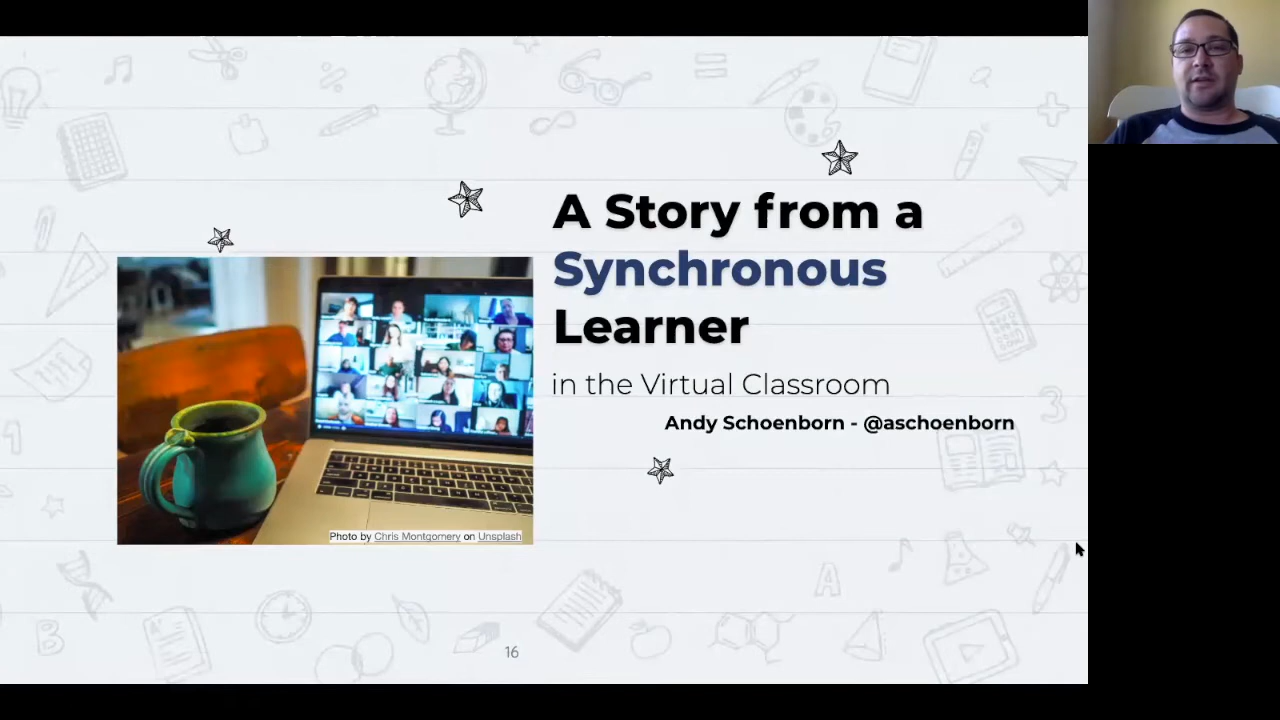 A Story from a
Synchronous
Learner
in the Virtual Classroom
Andy Schoenborn - @aschoenborn
Photo by Chris Montgomery on Unsplash
16